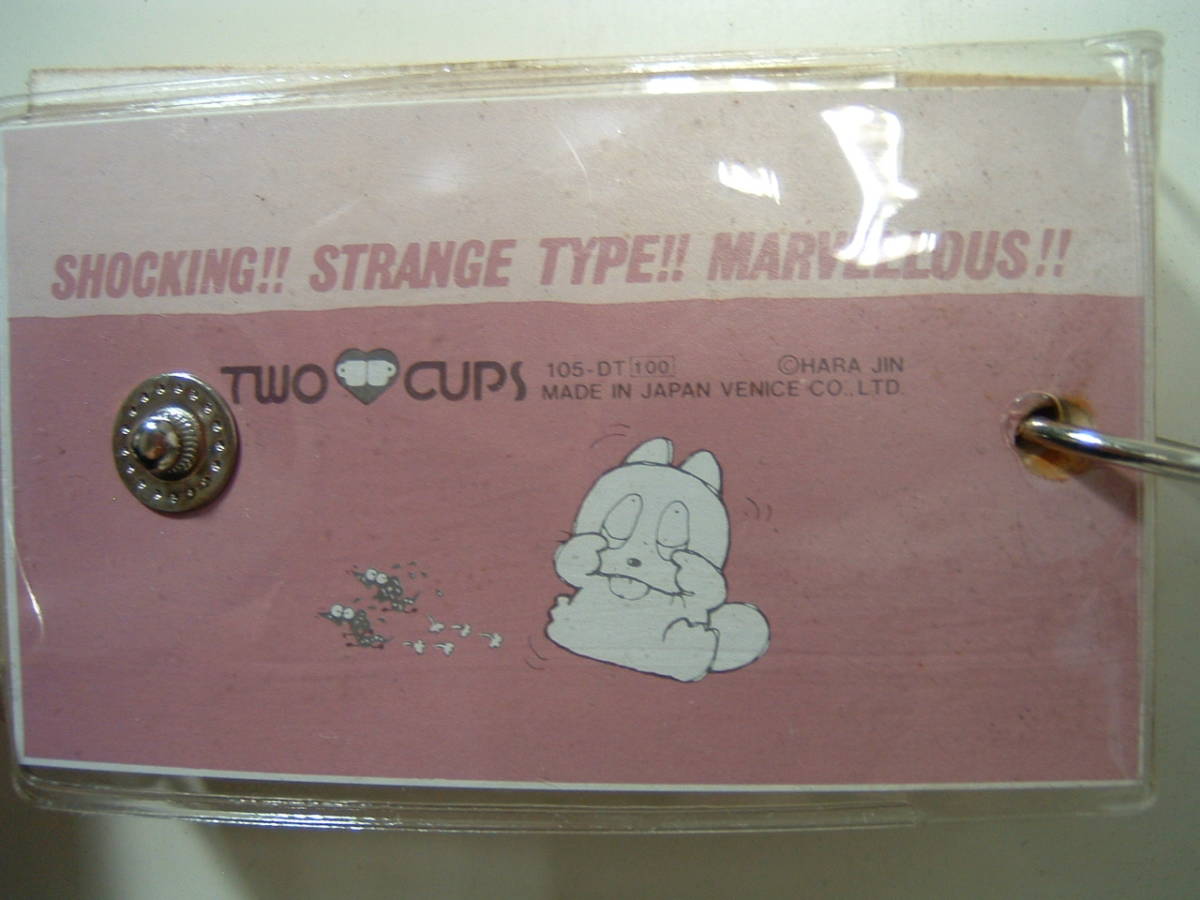 SHOCKING!! STRANGE TYPE!! MARVELLOUS!!
TWO CUPS 105-DT 100 ©HARA JIN
MADE IN JAPAN VENICE CO.,LTD.